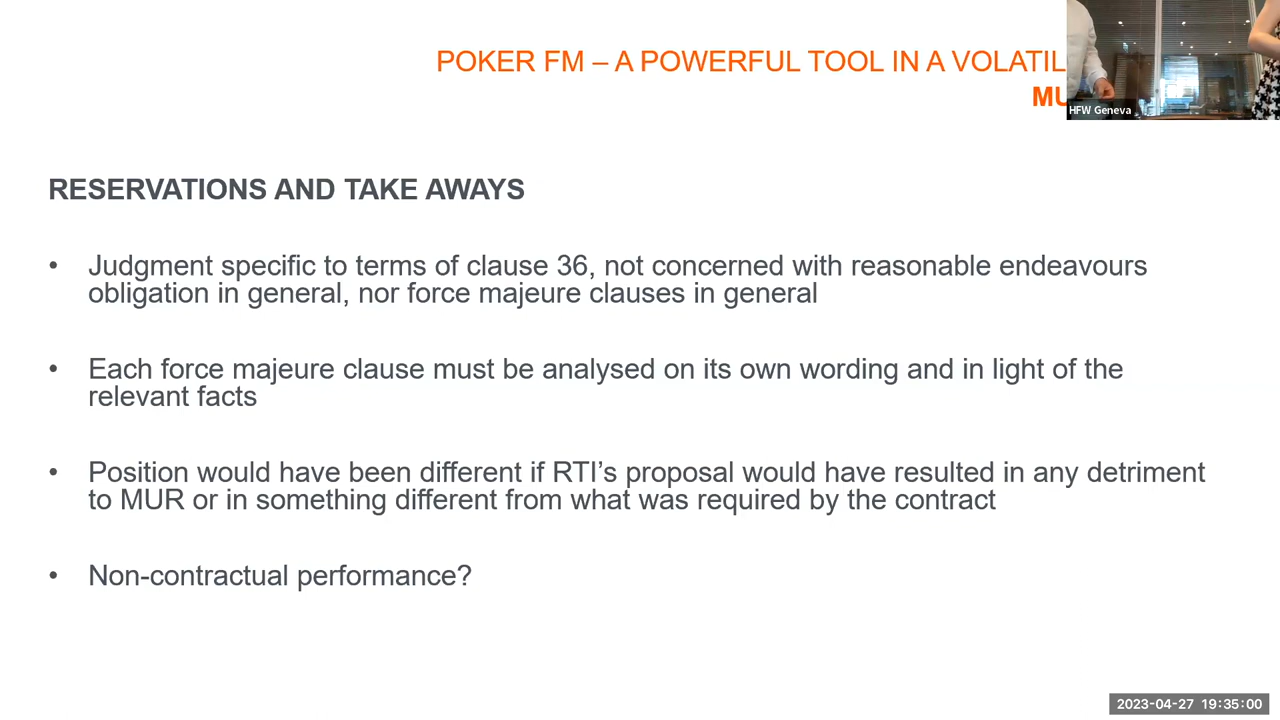 POKER FM – A POWERFUL TOOL IN A VOLATIL
MU
HFW Geneva
RESERVATIONS AND TAKE AWAYS
• Judgment specific to terms of clause 36, not concerned with reasonable endeavours
obligation in general, nor force majeure clauses in general
• Each force majeure clause must be analysed on its own wording and in light of the
relevant facts
• Position would have been different if RTI’s proposal would have resulted in any detriment
to MUR or in something different from what was required by the contract
• Non-contractual performance?
2023-04-27 19:35:00